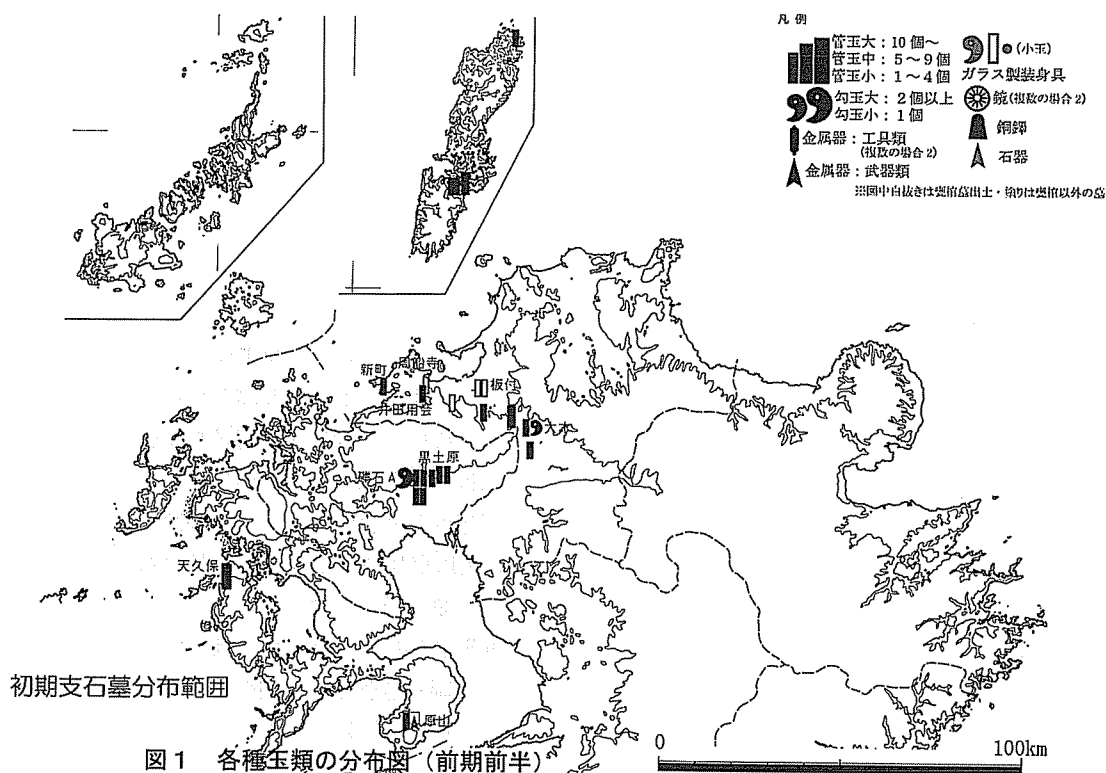 凡例
管玉大：10個～
管玉中：5～9個
管玉小：1～4個
勾玉大：2個以上
勾玉小：1個
金属器：工具類
(複数の場合2)
金属器：武器類
(小玉)
ガラス製装身具
鏡(複数の場合2)
銅鐸
石器
※図中白抜きは甕棺墓出土・塗りは甕棺以外の墓
新町
板付
井田用会
大木
黒土原
礫石A
天久保
原山
初期支石墓分布範囲
図1 各種玉類の分布図（前期前半）
0
100km